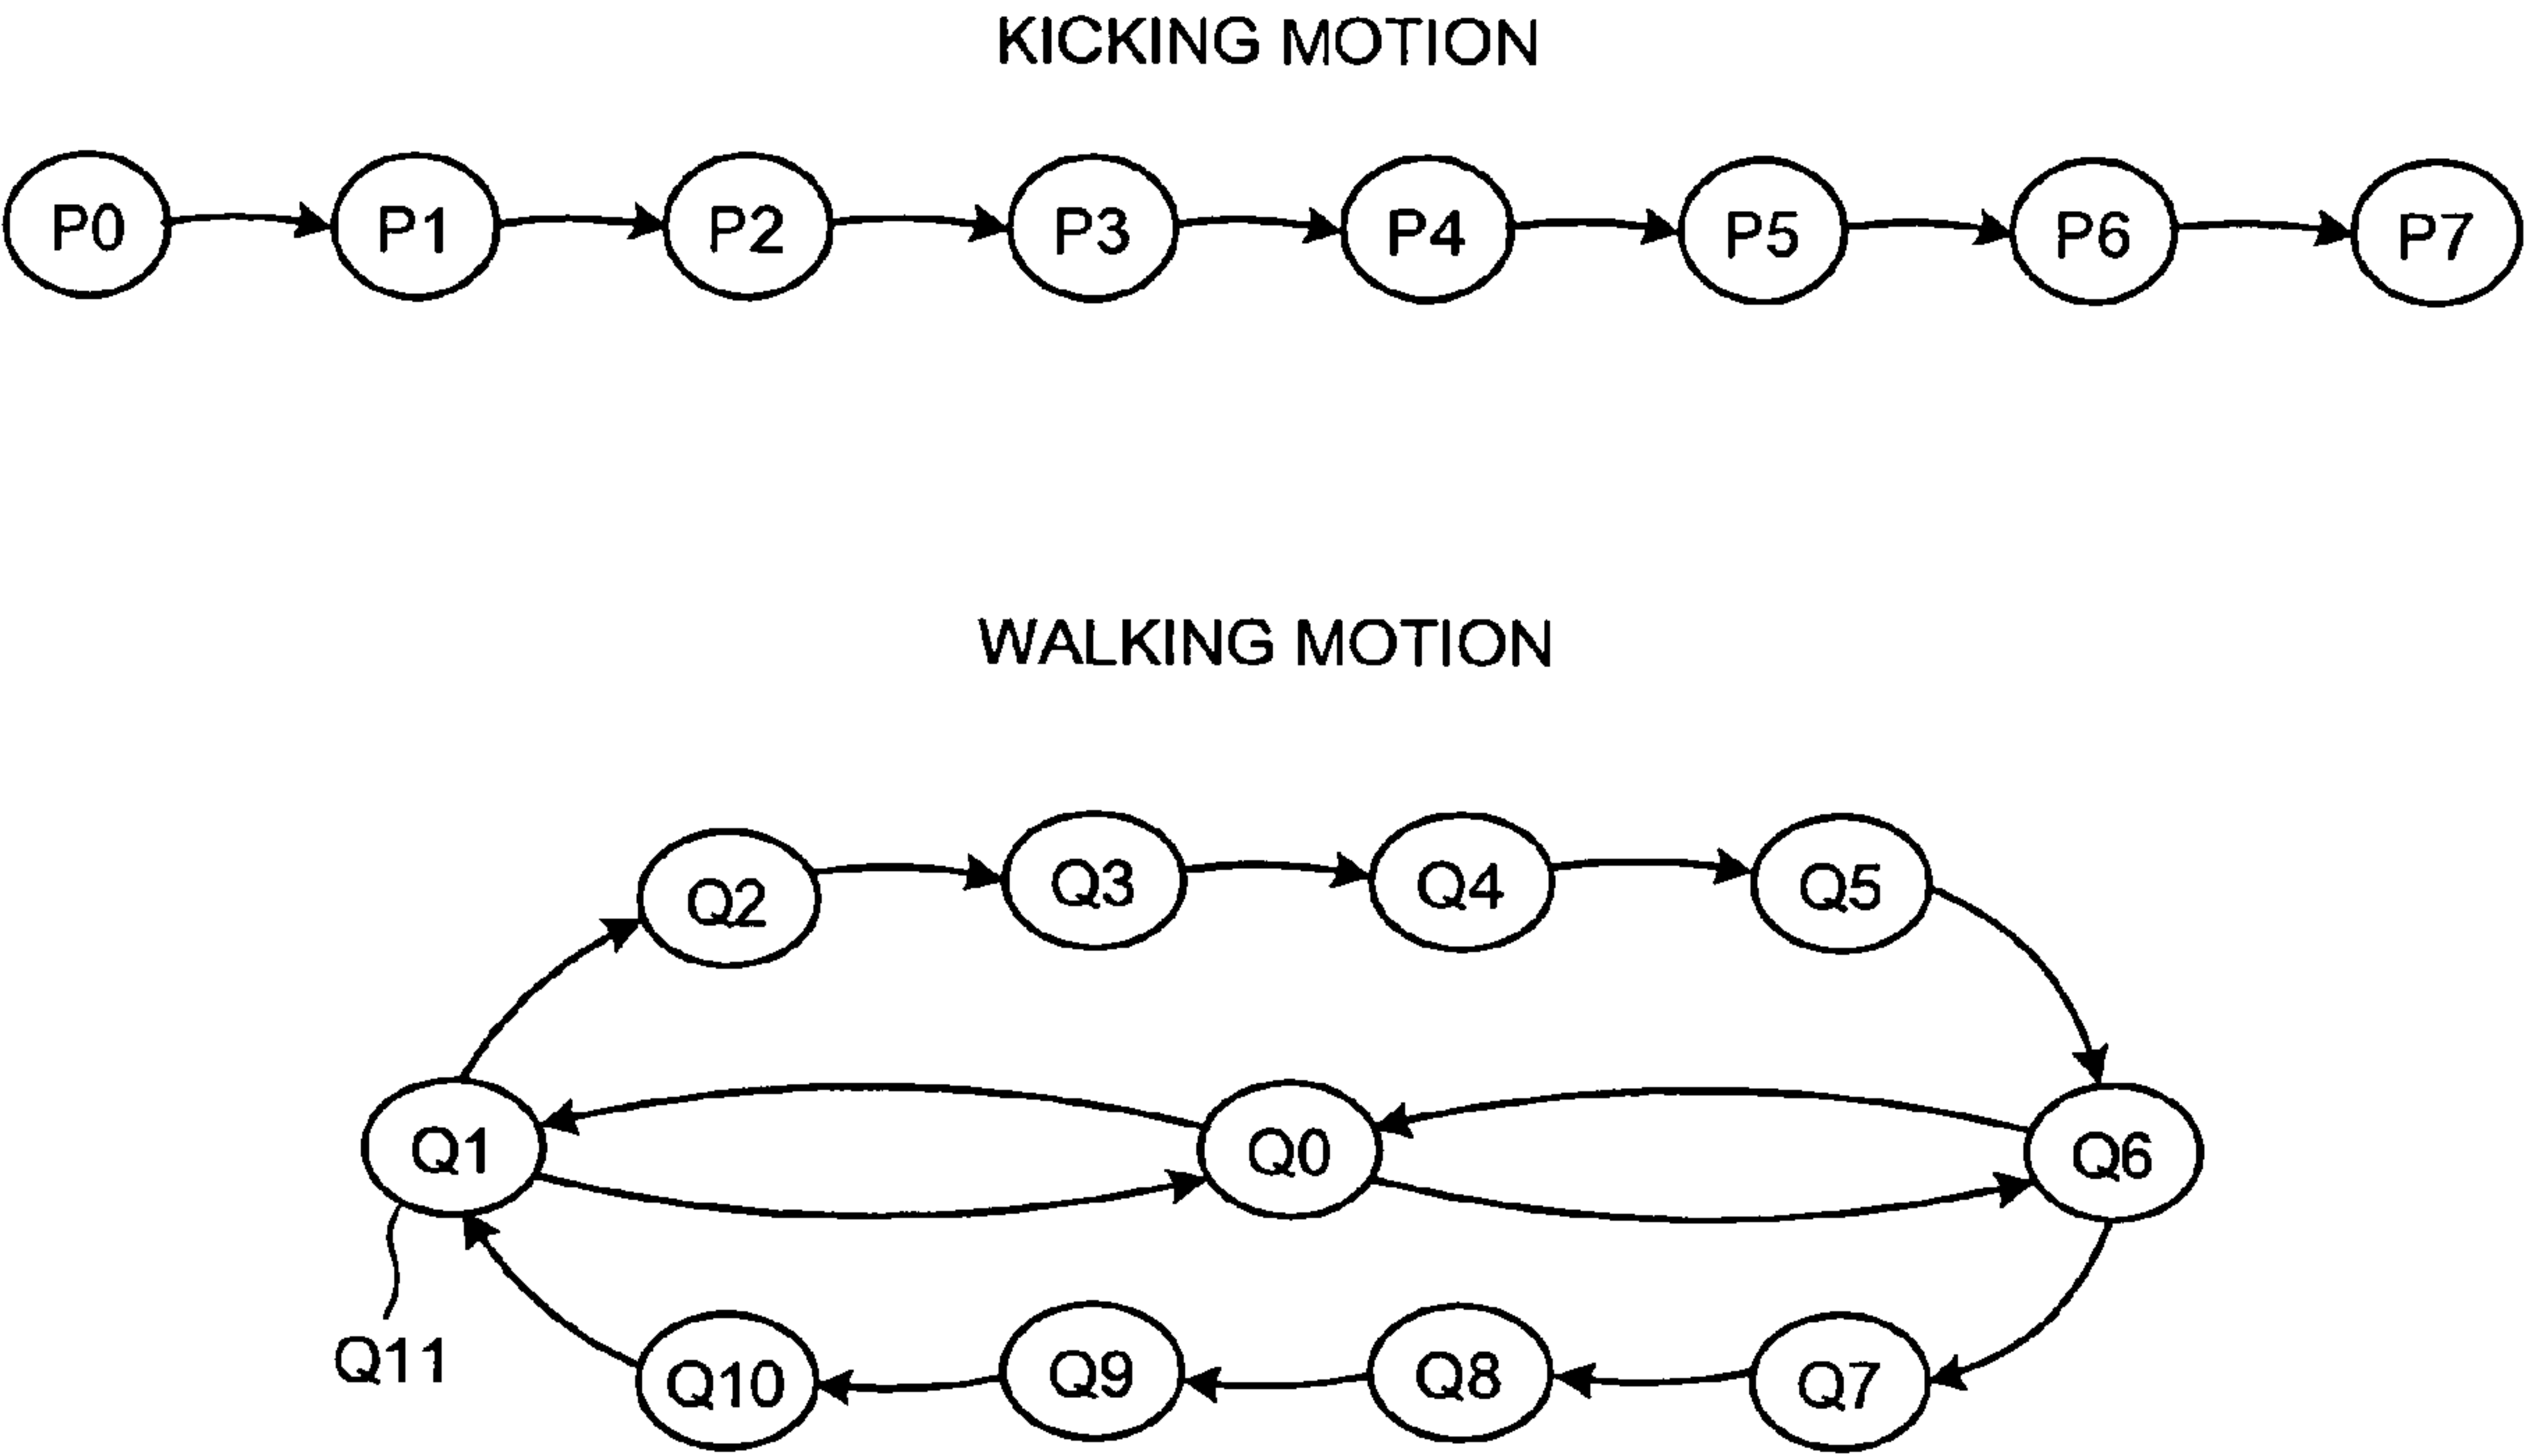 KICKING MOTION
P0 P1 P2 P3 P4 P5 P6 P7
WALKING MOTION
Q2 Q3 Q4 Q5
Q1 Q0 Q6
Q11
Q10 Q9 Q8 Q7